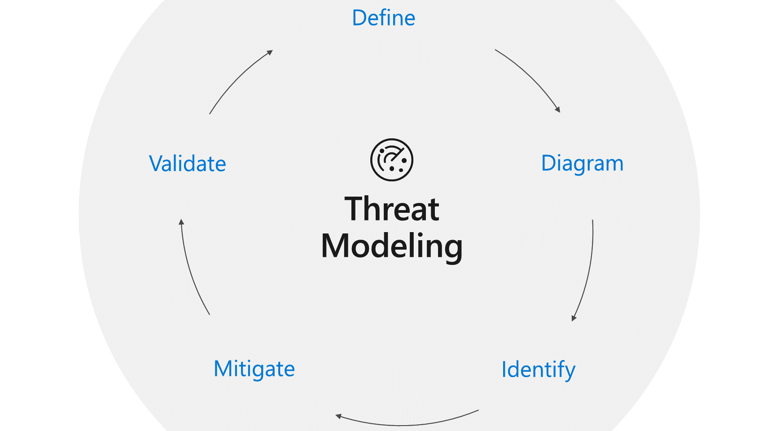 Define
Validate
Diagram
Threat
Modeling
Mitigate
Identify